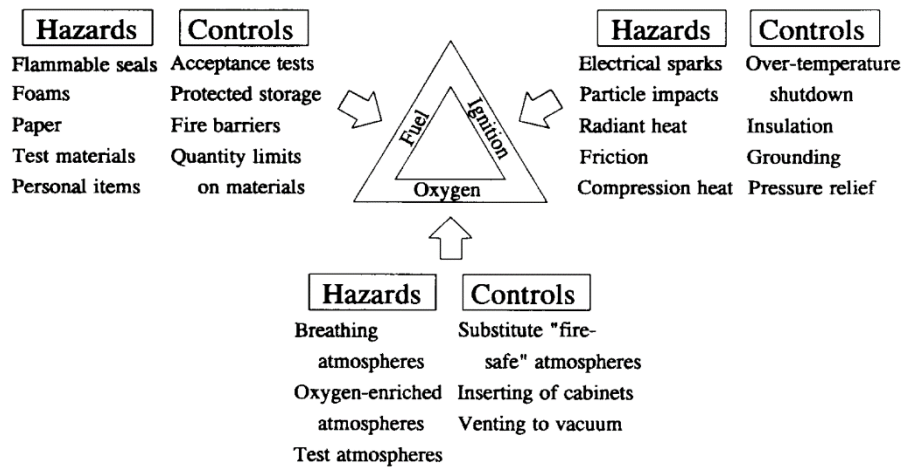 Hazards
Controls
Flammable seals
Foams
Paper
Test materials
Personal items
Acceptance tests
Protected storage
Fire barriers
Quantity limits
on materials
Fuel
Ignition
Oxygen
Hazards
Controls
Electrical sparks
Particle impacts
Radiant heat
Friction
Compression heat
Over-temperature
shutdown
Insulation
Grounding
Pressure relief
Hazards
Controls
Breathing
atmospheres
Oxygen-enriched
atmospheres
Test atmospheres
Substitute "fire-
safe" atmospheres
Inserting of cabinets
Venting to vacuum